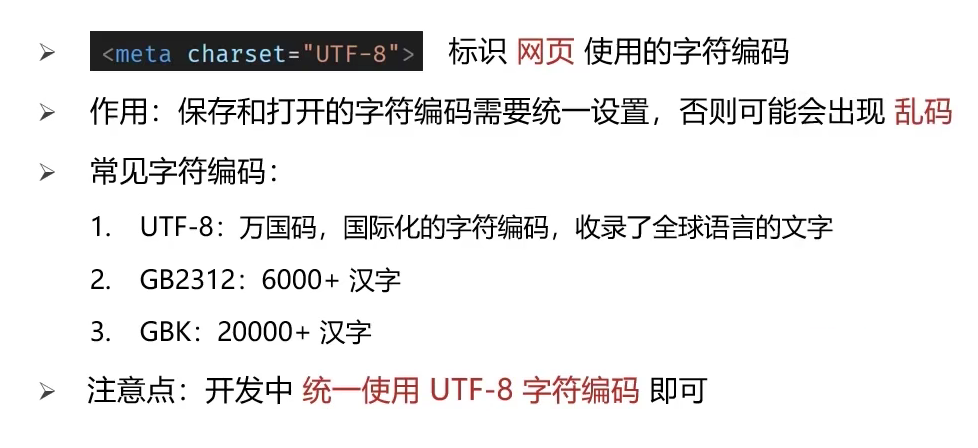 ➢ <meta charset="UTF-8"> 标识 网页 使用的字符编码
➢ 作用：保存和打开的字符编码需要统一设置，否则可能会出现 乱码
➢ 常见字符编码：
1. UTF-8：万国码，国际化的字符编码，收录了全球语言的文字
2. GB2312：6000+ 汉字
3. GBK：20000+ 汉字
➢ 注意点：开发中 统一使用 UTF-8 字符编码 即可